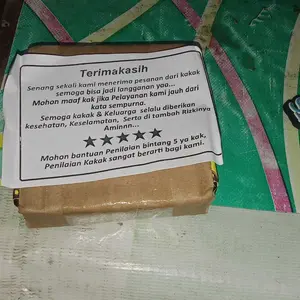 Terimakasih
Senang sekali kami menerima pesanan dari kakak
semoga bisa jadi langganan yaa...
Mohon maaf kak jika Pelayanan kami jauh dari
kata sempurna.
Semoga kakak & Keluarga selalu diberikan
kesehatan, Keselamatan, Serta di tambah Rizkinya
Aminnn...
Mohon bantuan Penilaian bintang 5 ya kak,
Penilaian Kakak sangat berarti bagi kami.